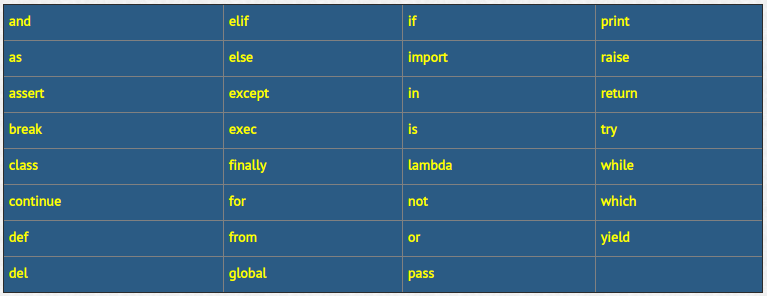 and elif if print
as else import raise
assert except in return
break exec is try
class finally lambda while
continue for not which
def from or yield
del global pass